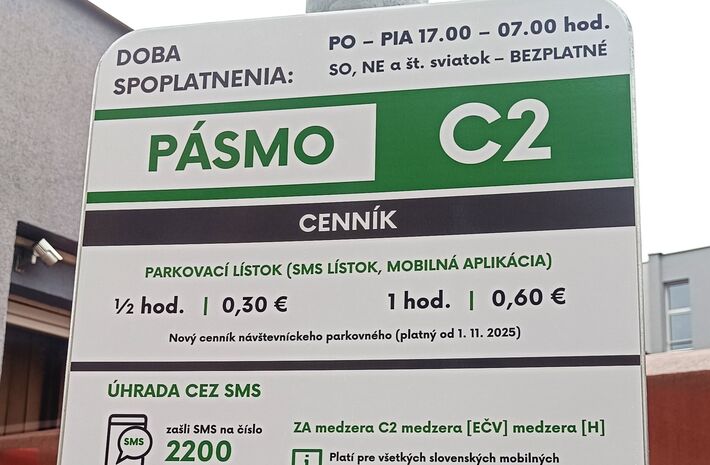 DOBA SPOPLATNENIA:
PO – PIA 17.00 – 07.00 hod.
SO, NE a št. sviatok – BEZPLATNÉ
PÁSMO C2
CENNÍK
PARKOVACÍ LÍSTOK (SMS LÍSTOK, MOBILNÁ APLIKÁCIA)
½ hod. | 0,30 € 1 hod. | 0,60 €
Nový cenník návštevníckeho parkovného (platný od 1. 11. 2025)
ÚHRADA CEZ SMS
SMS
zašli SMS na číslo
2200
ZA medzera C2 medzera [EČV] medzera [H]
i Platí pre všetkých slovenských mobilných